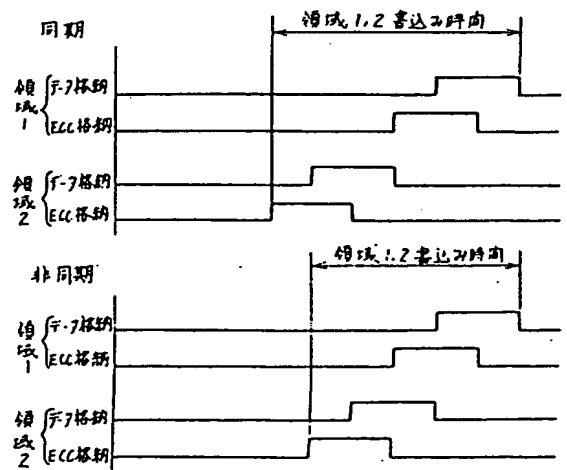 同期
領域1,2書込み時間
領域1
データ格納
ECC格納
領域2
データ格納
ECC格納
非同期
領域1,2書込み時間
領域1
データ格納
ECC格納
領域2
データ格納
ECC格納